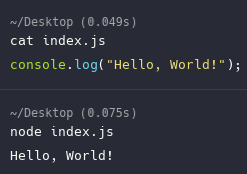 ~/Desktop (0.049s)
cat index.js
console.log("Hello, World!");
~/Desktop (0.075s)
node index.js
Hello, World!